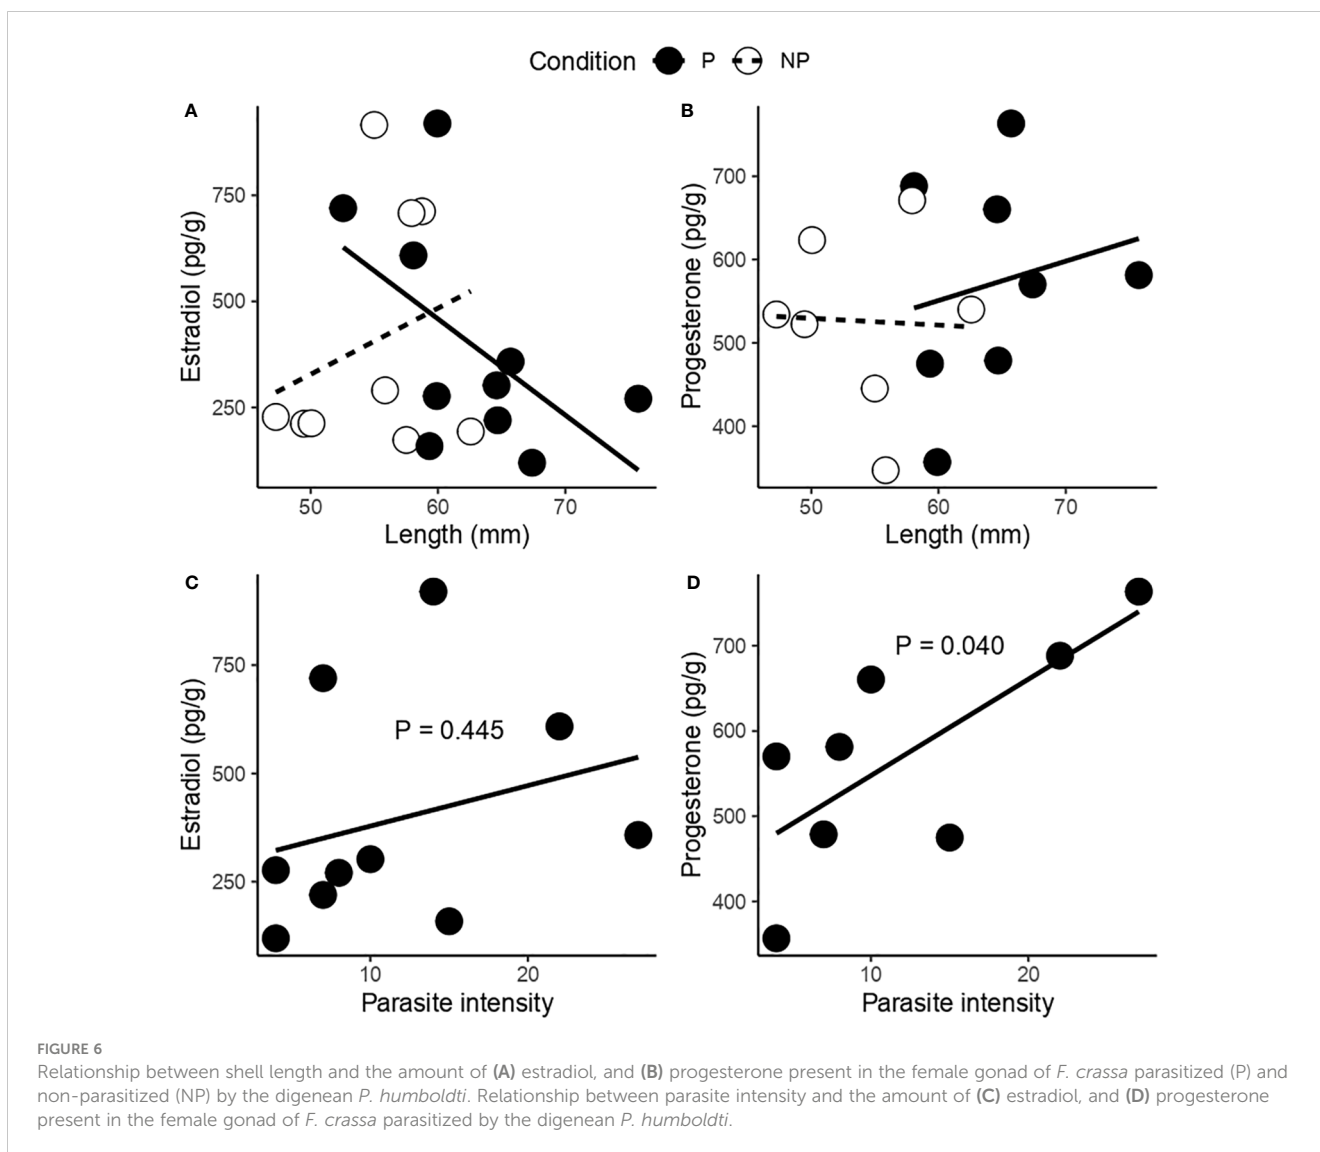 Condition P NP
A
750
500
250
Estradiol (pg/g)
50 60 70
Length (mm)
B
700
600
500
400
Progesterone (pg/g)
50 60 70
Length (mm)
C
750
500
250
Estradiol (pg/g)
P = 0.445
10 20
Parasite intensity
D
700
600
500
400
Progesterone (pg/g)
P = 0.040
10 20
Parasite intensity
FIGURE 6
Relationship between shell length and the amount of (A) estradiol, and (B) progesterone present in the female gonad of F. crassa parasitized (P) and
non-parasitized (NP) by the digenean P. humboldti. Relationship between parasite intensity and the amount of (C) estradiol, and (D) progesterone
present in the female gonad of F. crassa parasitized by the digenean P. humboldti.